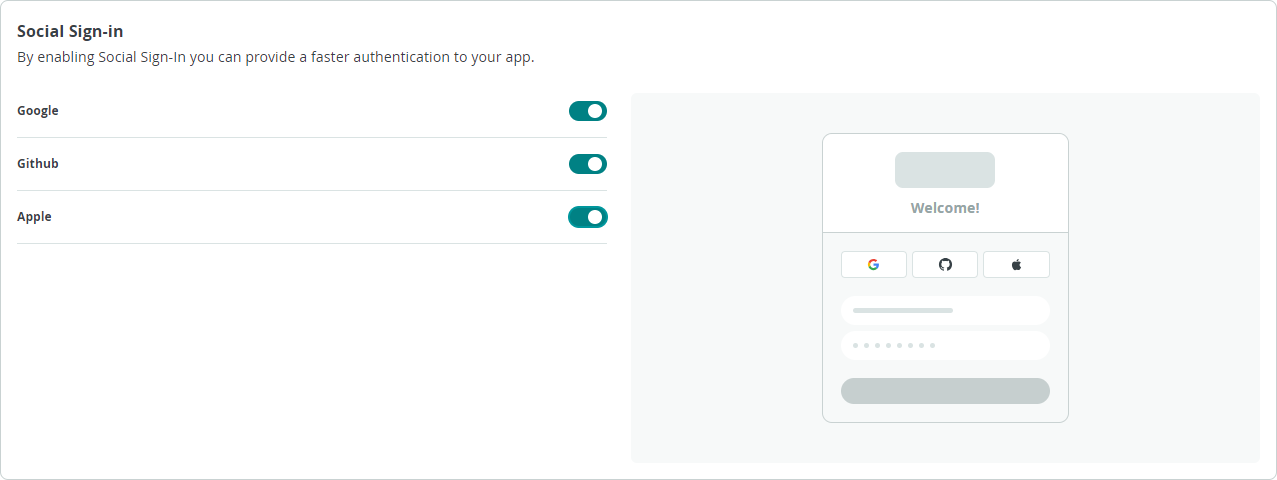 Social Sign-in
By enabling Social Sign-In you can provide a faster authentication to your app.
Google
Github
Apple
Welcome!